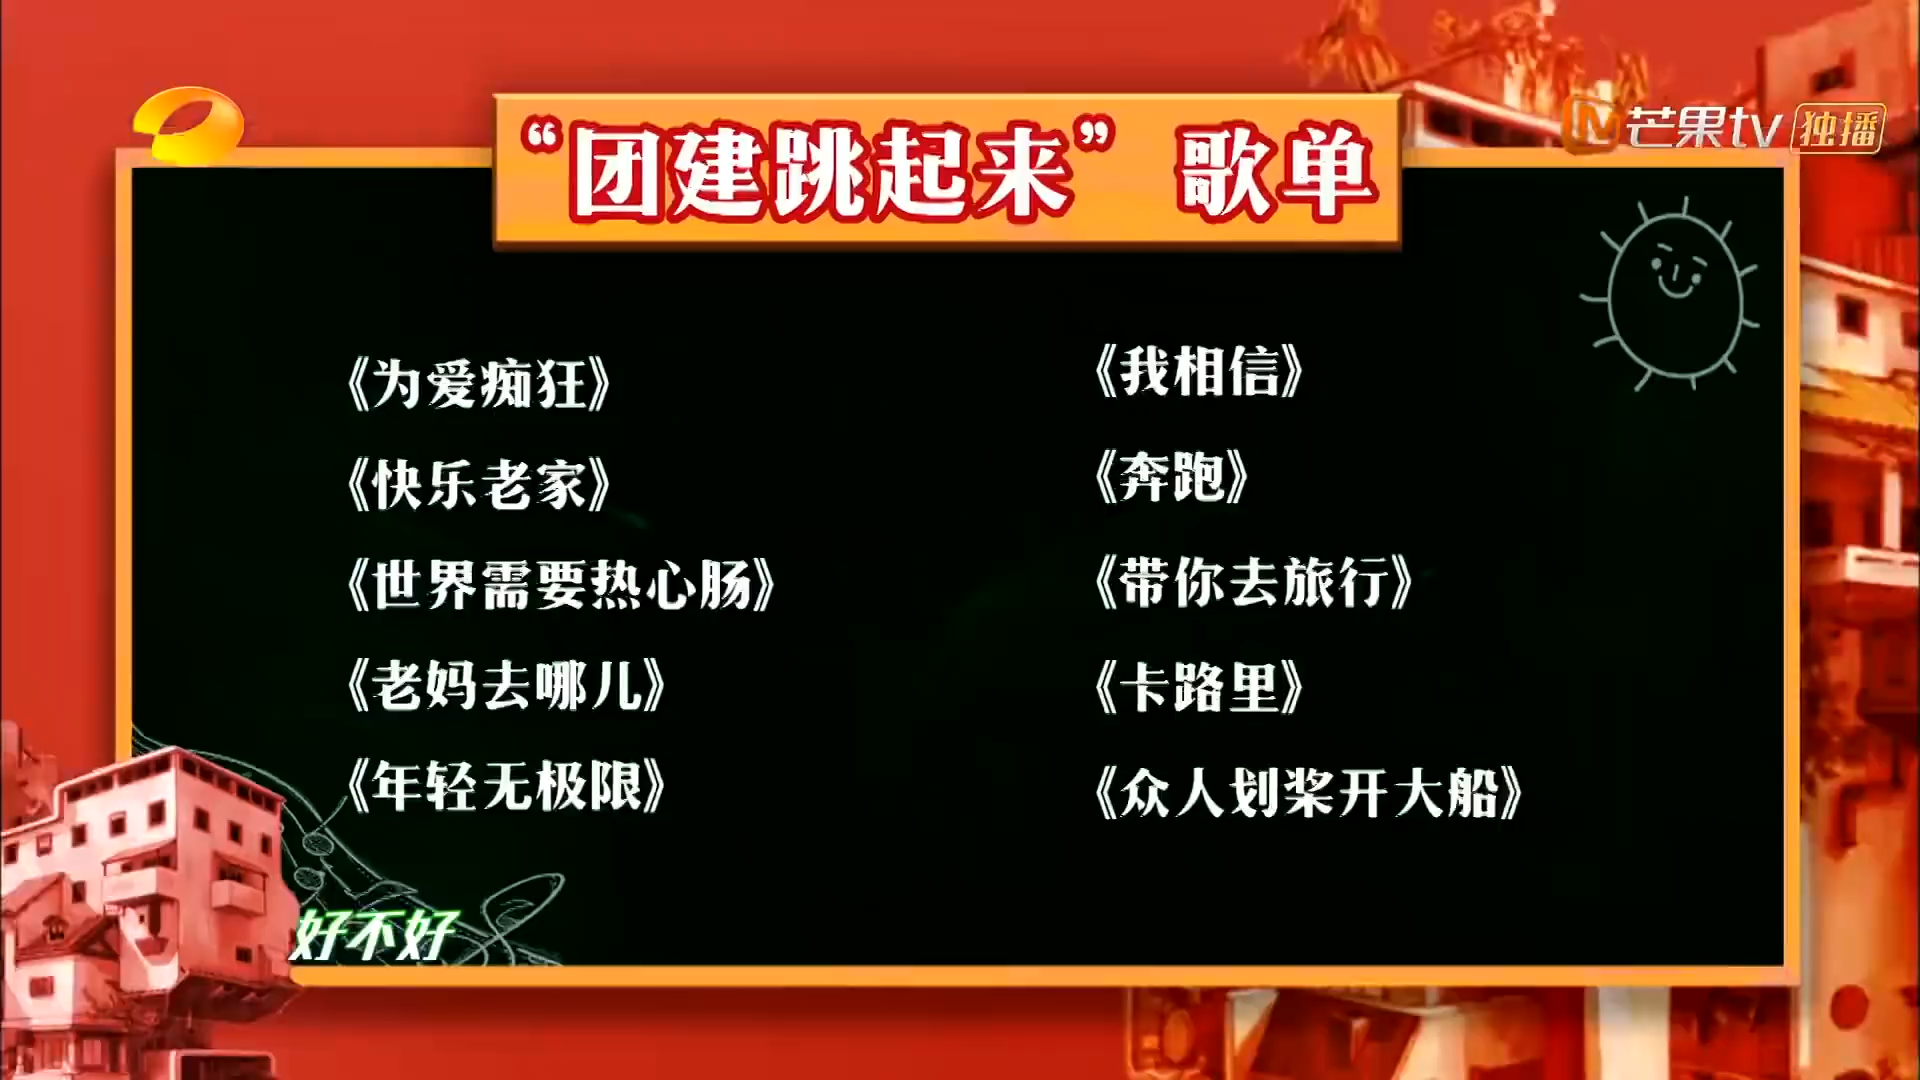 “团建跳起来” 歌单
芒果tv 独播
《为爱痴狂》
《快乐老家》
《世界需要热心肠》
《老妈去哪儿》
《年轻无极限》
《我相信》
《奔跑》
《带你去旅行》
《卡路里》
《众人划桨开大船》
好不好